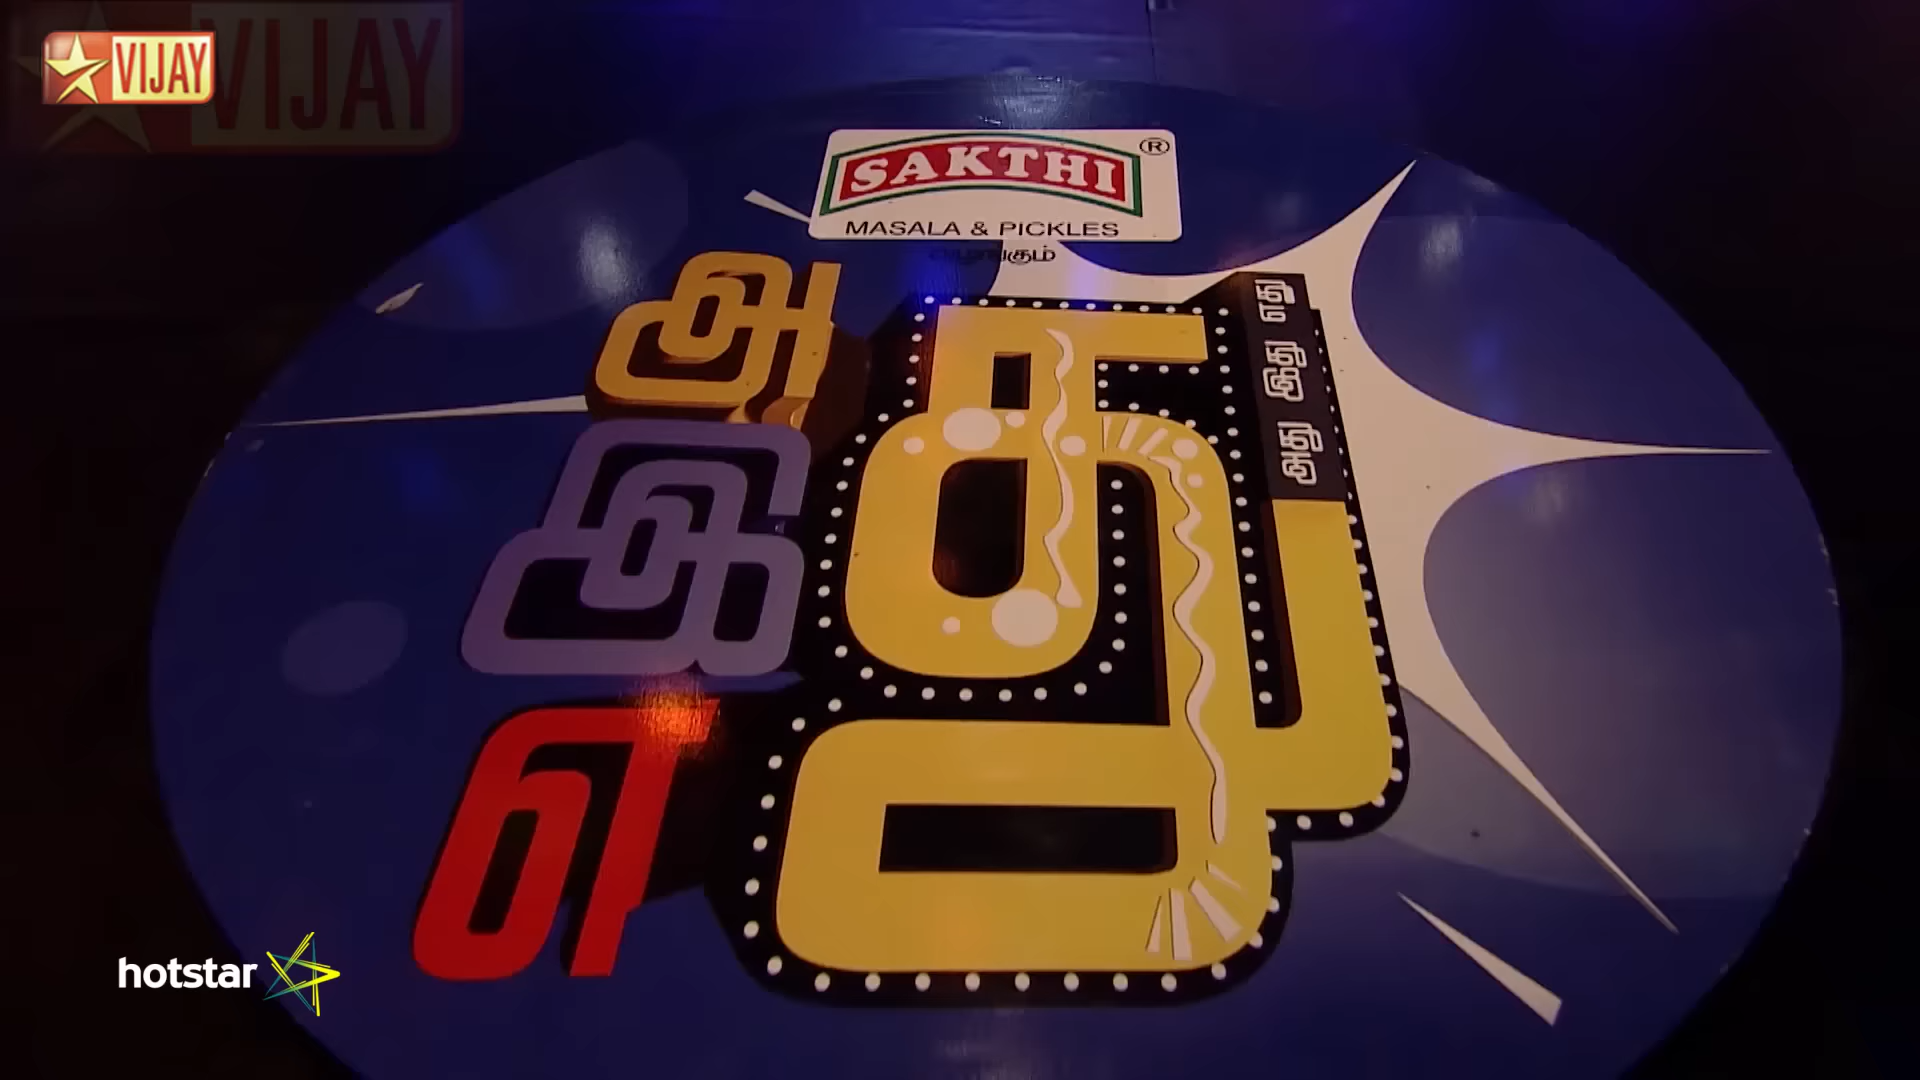 VIJAY
VIJAY
SAKTHI ®
MASALA & PICKLES
வழங்கும்
அ
இ
எ
து
அது இது எது
hotstar